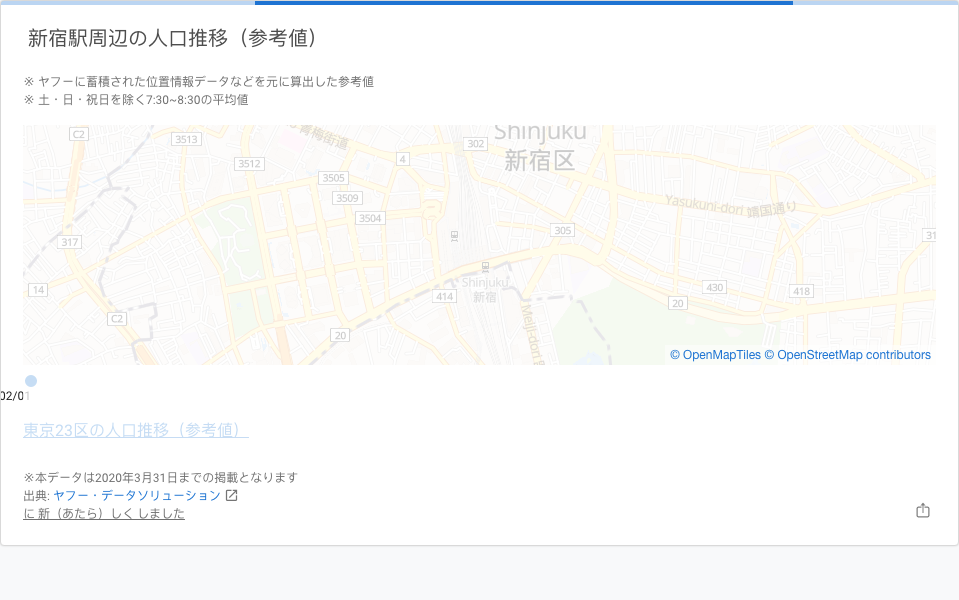 新宿駅周辺の人口推移（参考値）
※ ヤフーに蓄積された位置情報データなどを元に算出した参考値
※ 土・日・祝日を除く7:30~8:30の平均値
C2
3513
青梅街道
302
Shinjuku
新宿区
3512
4
3505
3509
Yasukuni-dori 靖国通り
3504
305
31
317
Shinjuku
新宿
14
414
430
418
20
C2
20
Meiji-dori
© OpenMapTiles © OpenStreetMap contributors
02/01
東京23区の人口推移（参考値）
※本データは2020年3月31日までの掲載となります
出典: ヤフー・データソリューション
に 新（あたら）しく しました